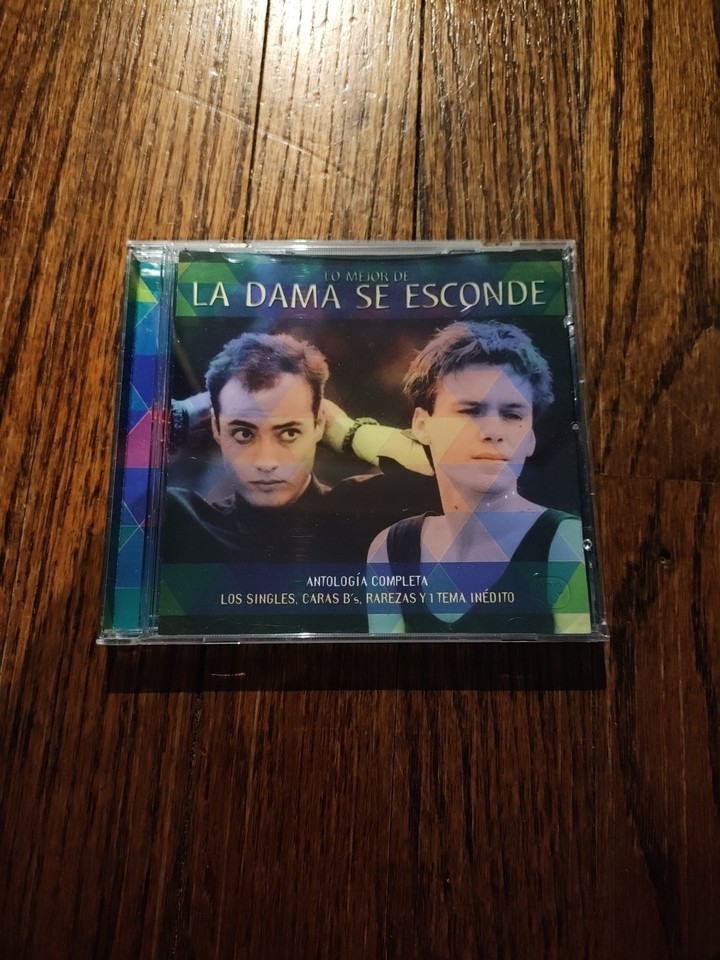 LO MEJOR DE
LA DAMA SE ESCONDE
ANTOLOGÍA COMPLETA
LOS SINGLES, CARAS B's, RAREZAS Y 1 TEMA INÉDITO